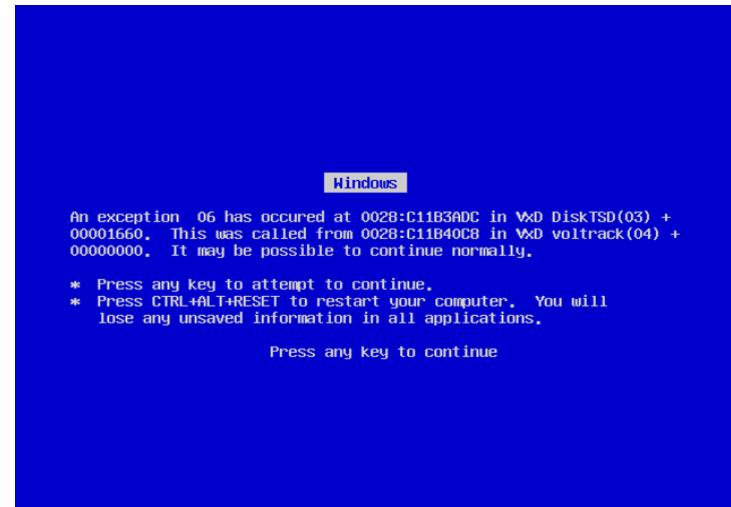 Windows
An exception 06 has occured at 0028:C11B3ADC in VxD DiskTSD(03) +
00001660. This was called from 0028:C11B40C8 in VxD voltrack(04) +
00000000. It may be possible to continue normally.
* Press any key to attempt to continue.
* Press CTRL+ALT+RESET to restart your computer. You will
lose any unsaved information in all applications.
Press any key to continue